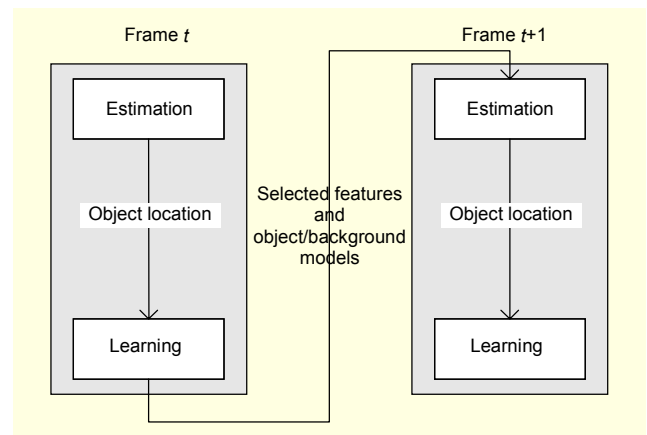 Frame t
Frame t+1
Estimation
Estimation
Object location
Selected features
and
object/background
models
Object location
Learning
Learning